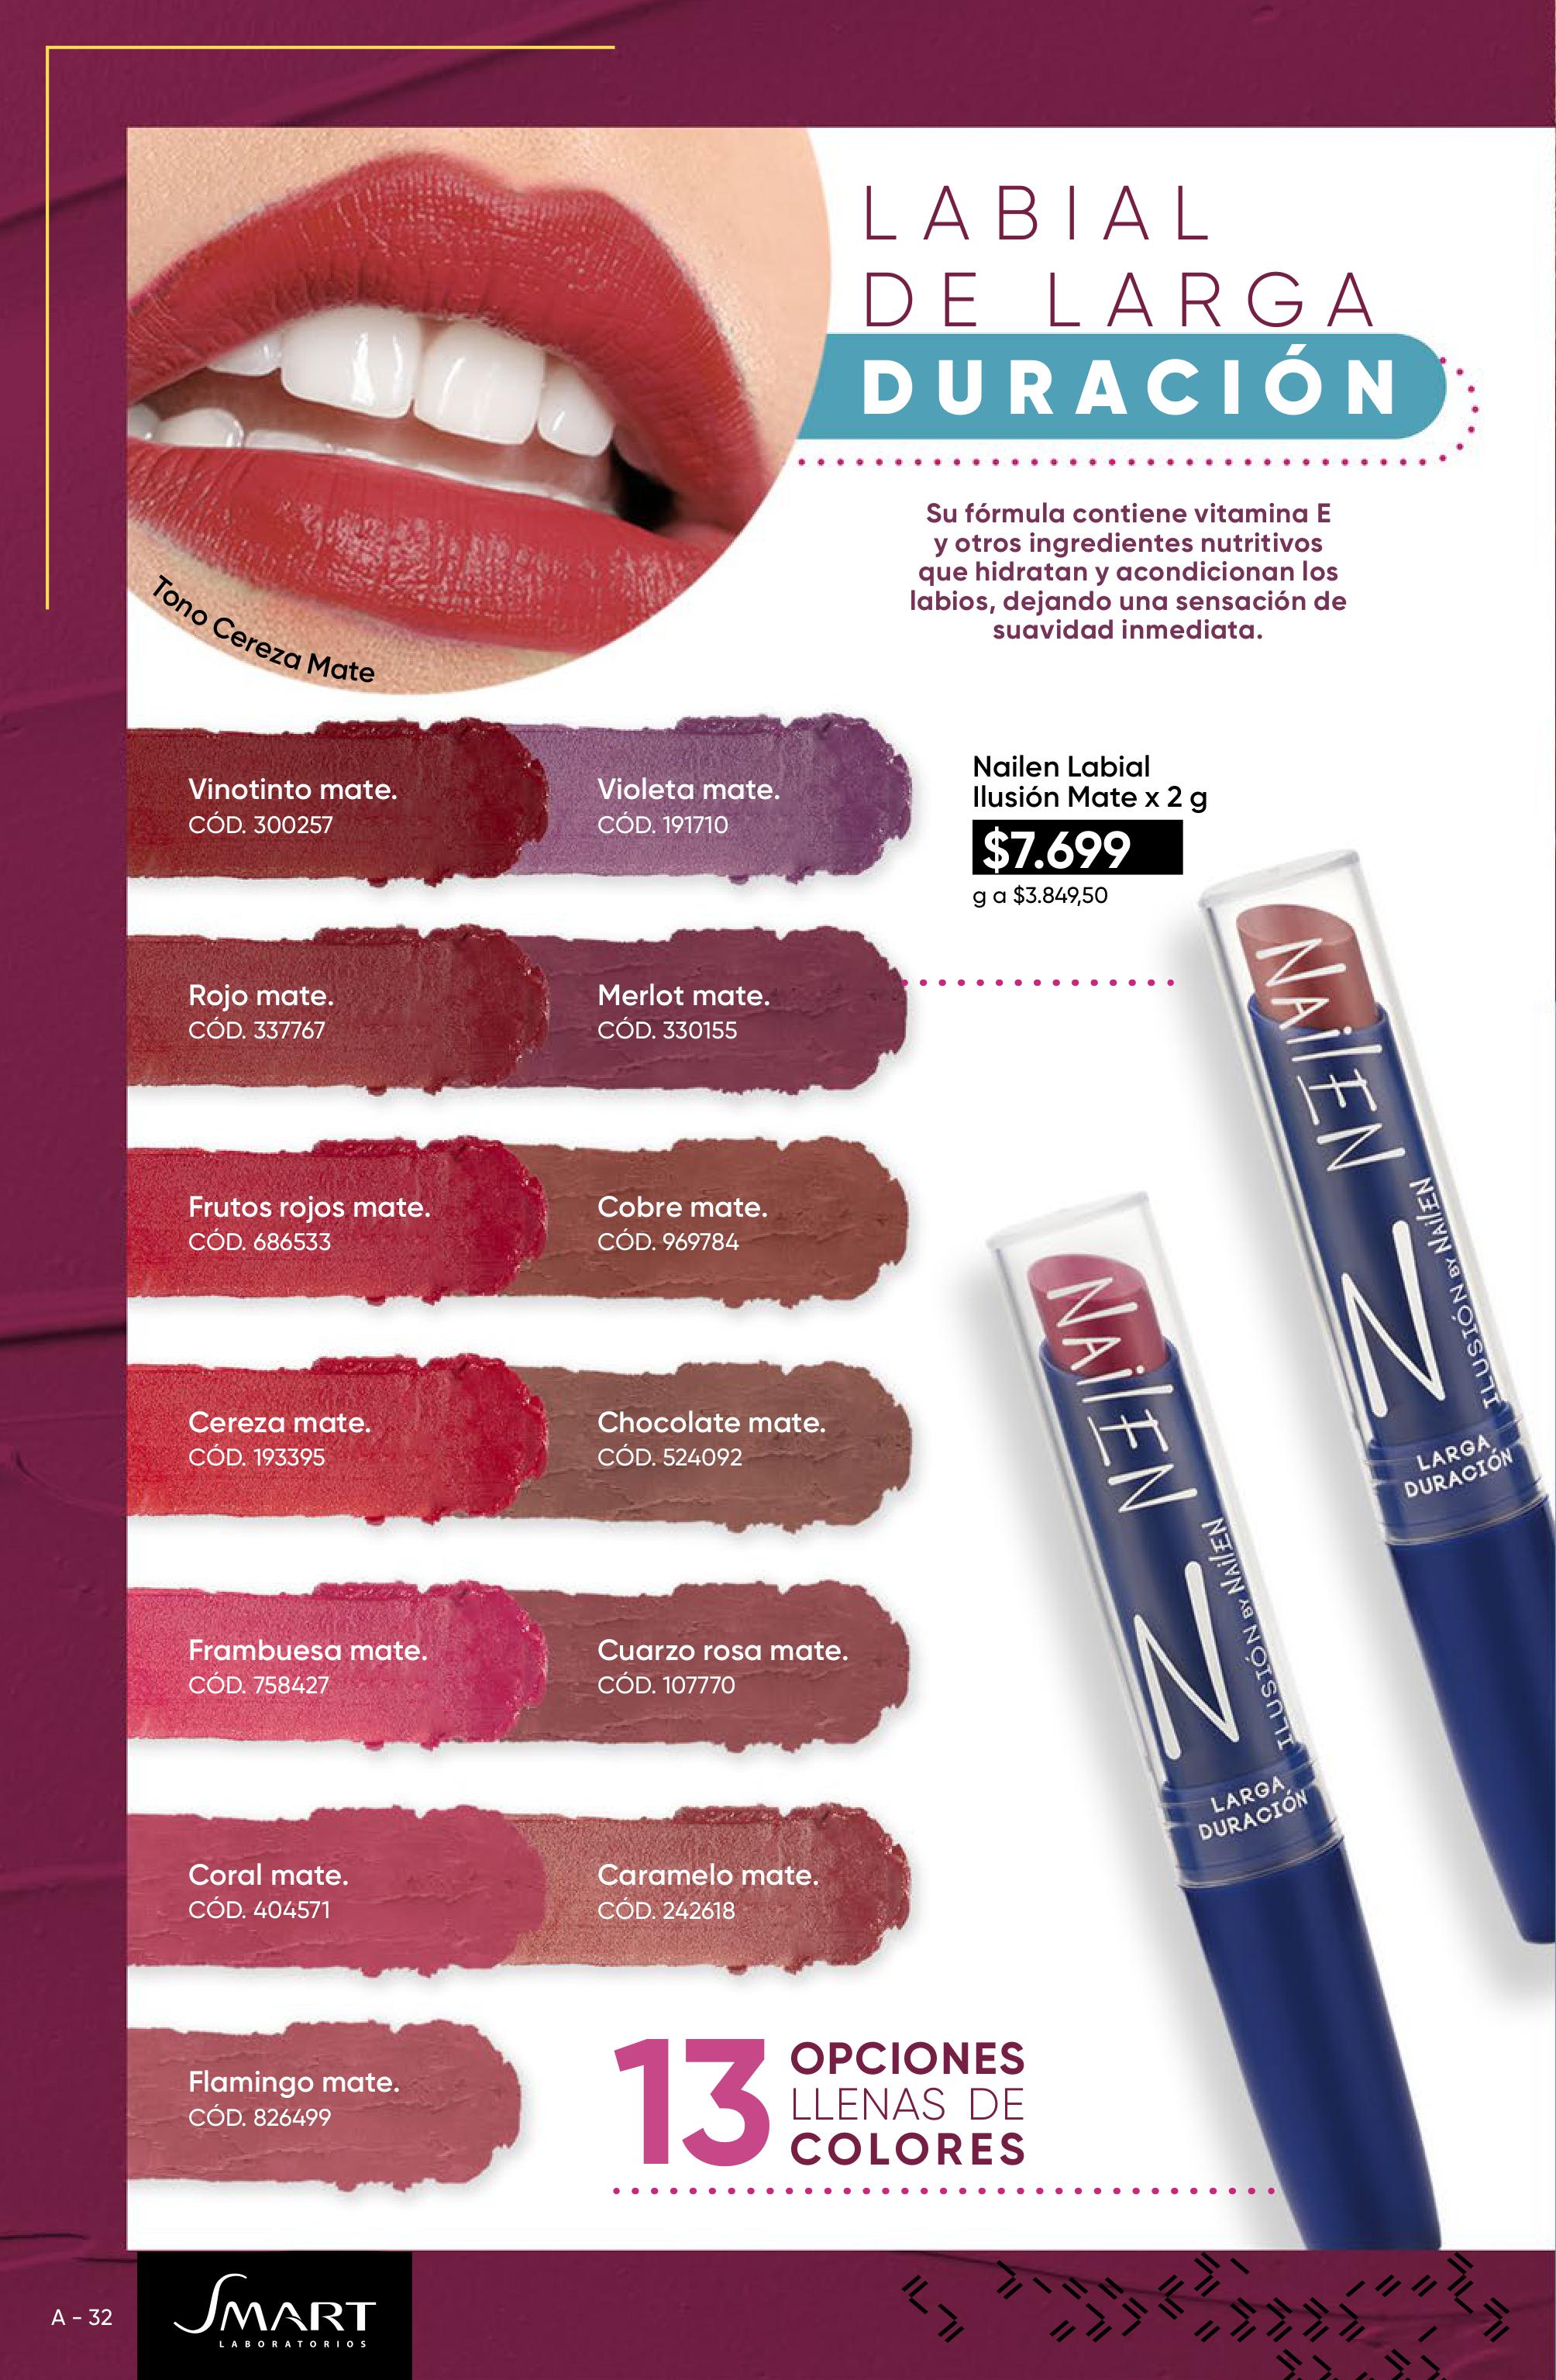 LABIAL
DE LARGA
DURACIÓN
Su fórmula contiene vitamina E
y otros ingredientes nutritivos
que hidratan y acondicionan los
labios, dejando una sensación de
suavidad inmediata.
Tono Cereza Mate
Vinotinto mate.
CÓD. 300257
Violeta mate.
CÓD. 191710
Nailen Labial
Ilusión Mate x 2 g
$7.699
g a $3.849,50
Rojo mate.
CÓD. 337767
Merlot mate.
CÓD. 330155
Frutos rojos mate.
CÓD. 686533
Cobre mate.
CÓD. 969784
Cereza mate.
CÓD. 193395
Chocolate mate.
CÓD. 524092
Frambuesa mate.
CÓD. 758427
Cuarzo rosa mate.
CÓD. 107770
Coral mate.
CÓD. 404571
Caramelo mate.
CÓD. 242618
Flamingo mate.
CÓD. 826499
NAilEN
N
ILUSIÓN BY NAilEN
LARGA
DURACIÓN
NAilEN
N
ILUSIÓN BY NAilEN
LARGA
DURACIÓN
13 OPCIONES
LLENAS DE
COLORES
A - 32
SMART
LABORATORIOS